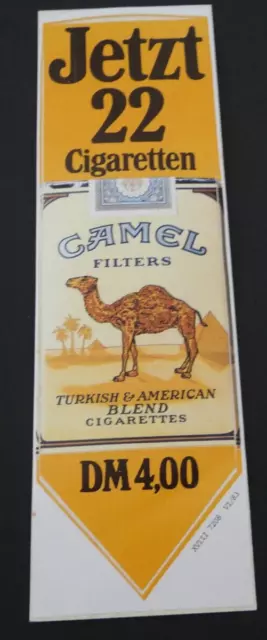 Jetzt
22
Cigaretten
CAMEL
FILTERS
TURKISH & AMERICAN
BLEND
CIGARETTES
DM 4,00